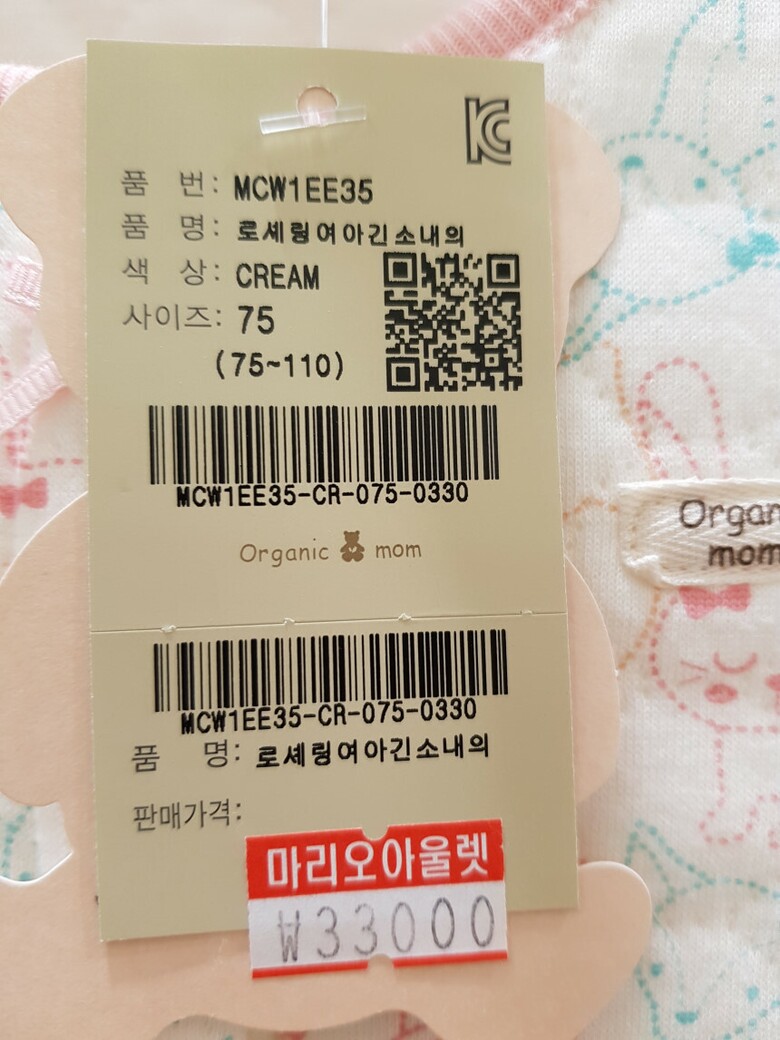 KC
품 번: MCW1EE35
품 명: 로셰링여아긴소내의
색 상: CREAM
사이즈: 75
(75~110)
MCW1EE35-CR-075-0330
Organic mom
MCW1EE35-CR-075-0330
품 명: 로셰링여아긴소내의
판매가격:
마리오아울렛
₩33000
Organ
mom